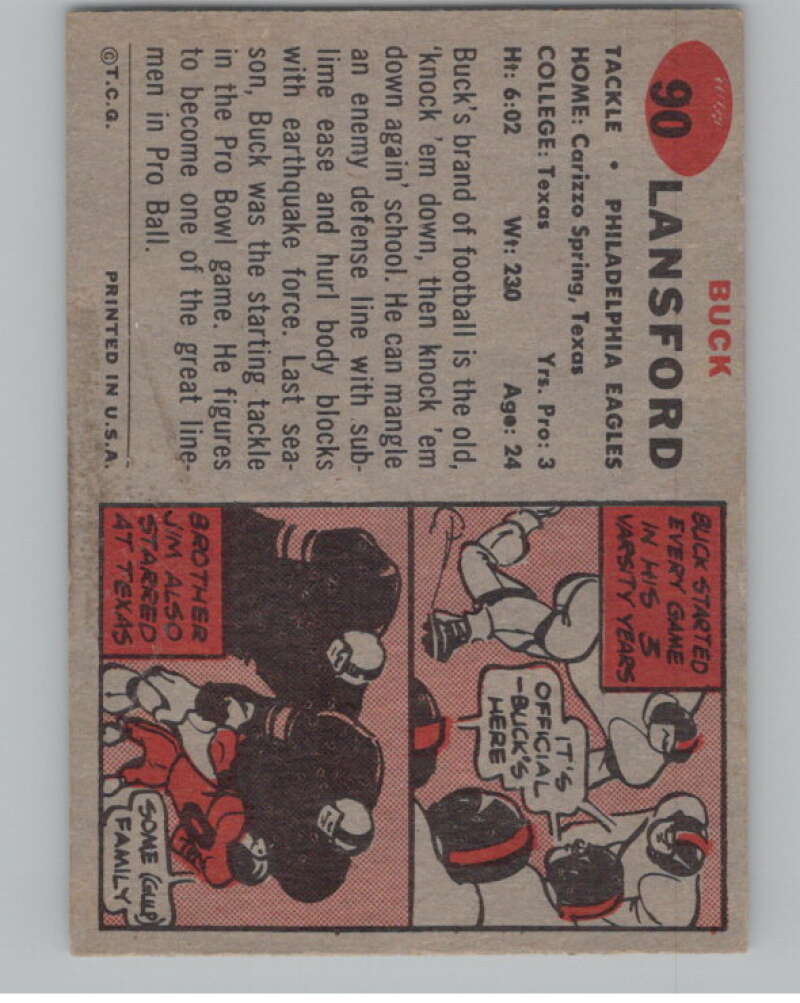 BUCK
90 LANSFORD
TACKLE • PHILADELPHIA EAGLES
HOME: Carizzo Spring, Texas
COLLEGE: Texas Yrs. Pro: 3
Ht: 6:02 Wt: 230 Age: 24
Buck's brand of football is the old,
'knock 'em down, then knock 'em
down again' school. He can mangle
an enemy defense line with sub-
lime ease and hurl body blocks
with earthquake force. Last sea-
son, Buck was the starting tackle
in the Pro Bowl game. He figures
to become one of the great line-
men in Pro Ball.
©T.C.G. PRINTED IN U.S.A.
BUCK STARTED
EVERY GAME
IN HIS 3
VARSITY YEARS
IT'S
OFFICIAL
-BUCK'S
HERE
BROTHER
JIM ALSO
STARRED
AT TEXAS
SOME (GULP)
FAMILY